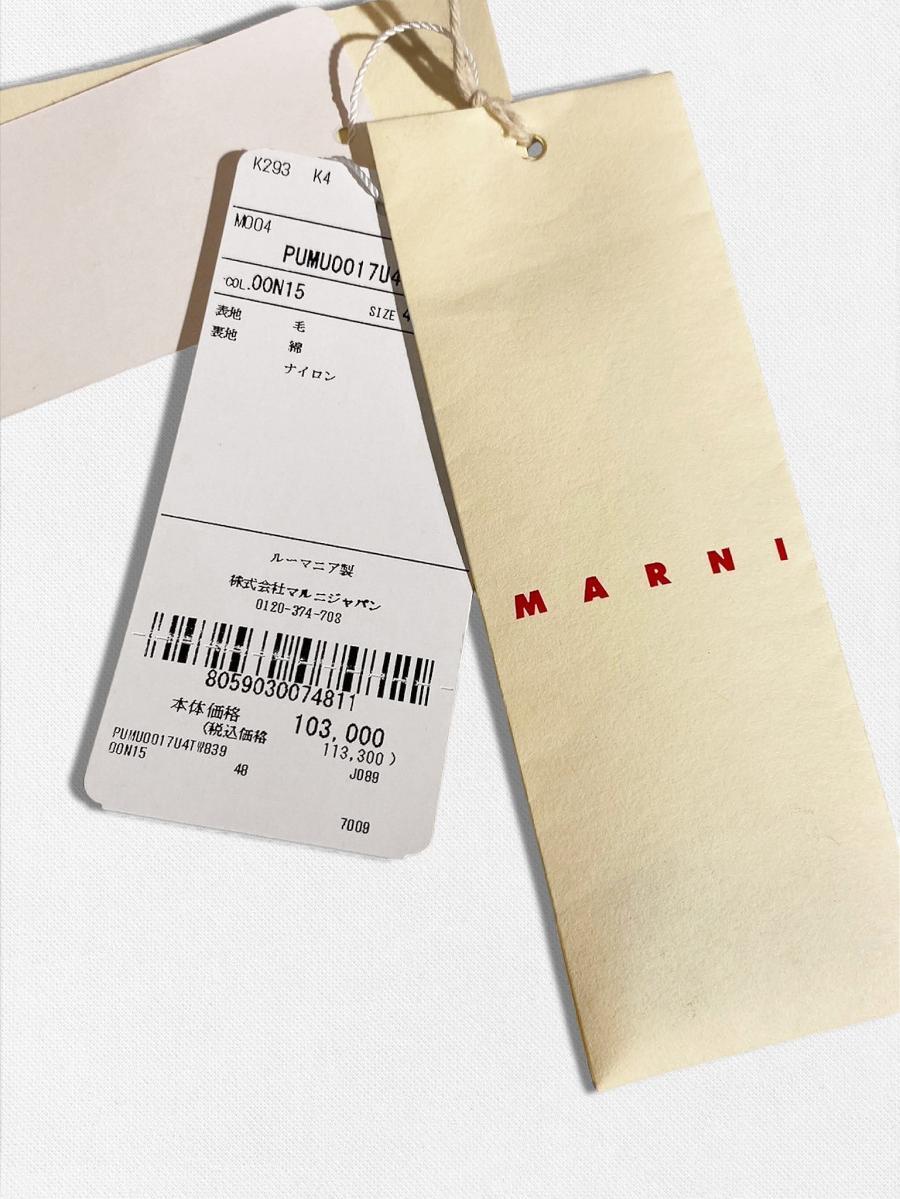 K293 K4
M004
PUMU0017U4
COL.00N15 SIZE 4
表地 毛
裏地 綿
ナイロン
ルーマニア製
株式会社マルニジャパン
0120-374-708
8059030074811
本体価格 103,000
(税込価格 113,300)
PUMU0017U4TW839
00N15 48 J089
7009
MARNI